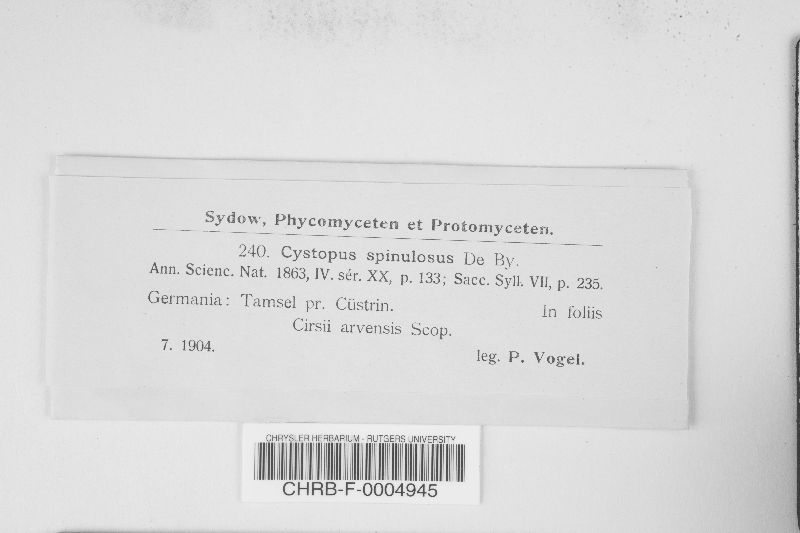 Sydow, Phycomyceten et Protomyceten.
240. Cystopus spinulosus De By.
Ann. Scienc. Nat. 1863, IV. sér. XX, p. 133; Sacc. Syll. VII, p. 235.
Germania: Tamsel pr. Cüstrin. In foliis
Cirsii arvensis Scop.
7. 1904. leg. P. Vogel.
CHRYSLER HERBARIUM - RUTGERS UNIVERSITY
CHRB-F-0004945